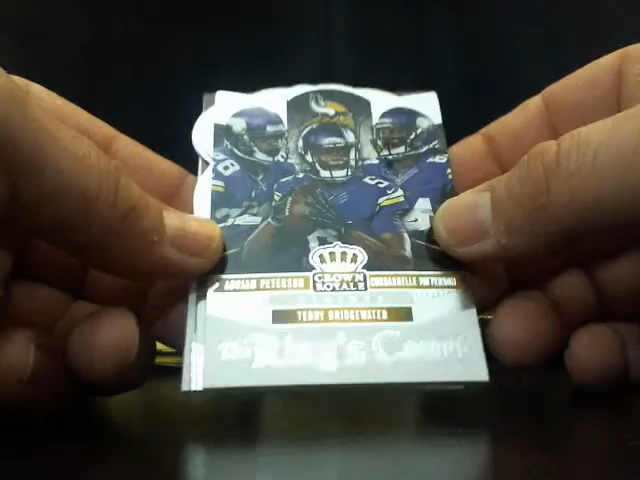 CROWN
ROYALE
ADRIAN PETERSON CORDARRELLE PATTERSON
TEDDY BRIDGEWATER
The King's Court